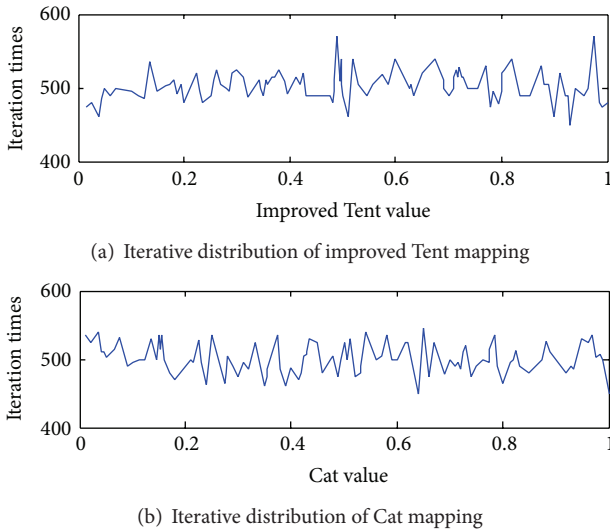 600
500
400
Iteration times
0 0.2 0.4 0.6 0.8 1
Improved Tent value
(a) Iterative distribution of improved Tent mapping
600
500
400
Iteration times
0 0.2 0.4 0.6 0.8 1
Cat value
(b) Iterative distribution of Cat mapping